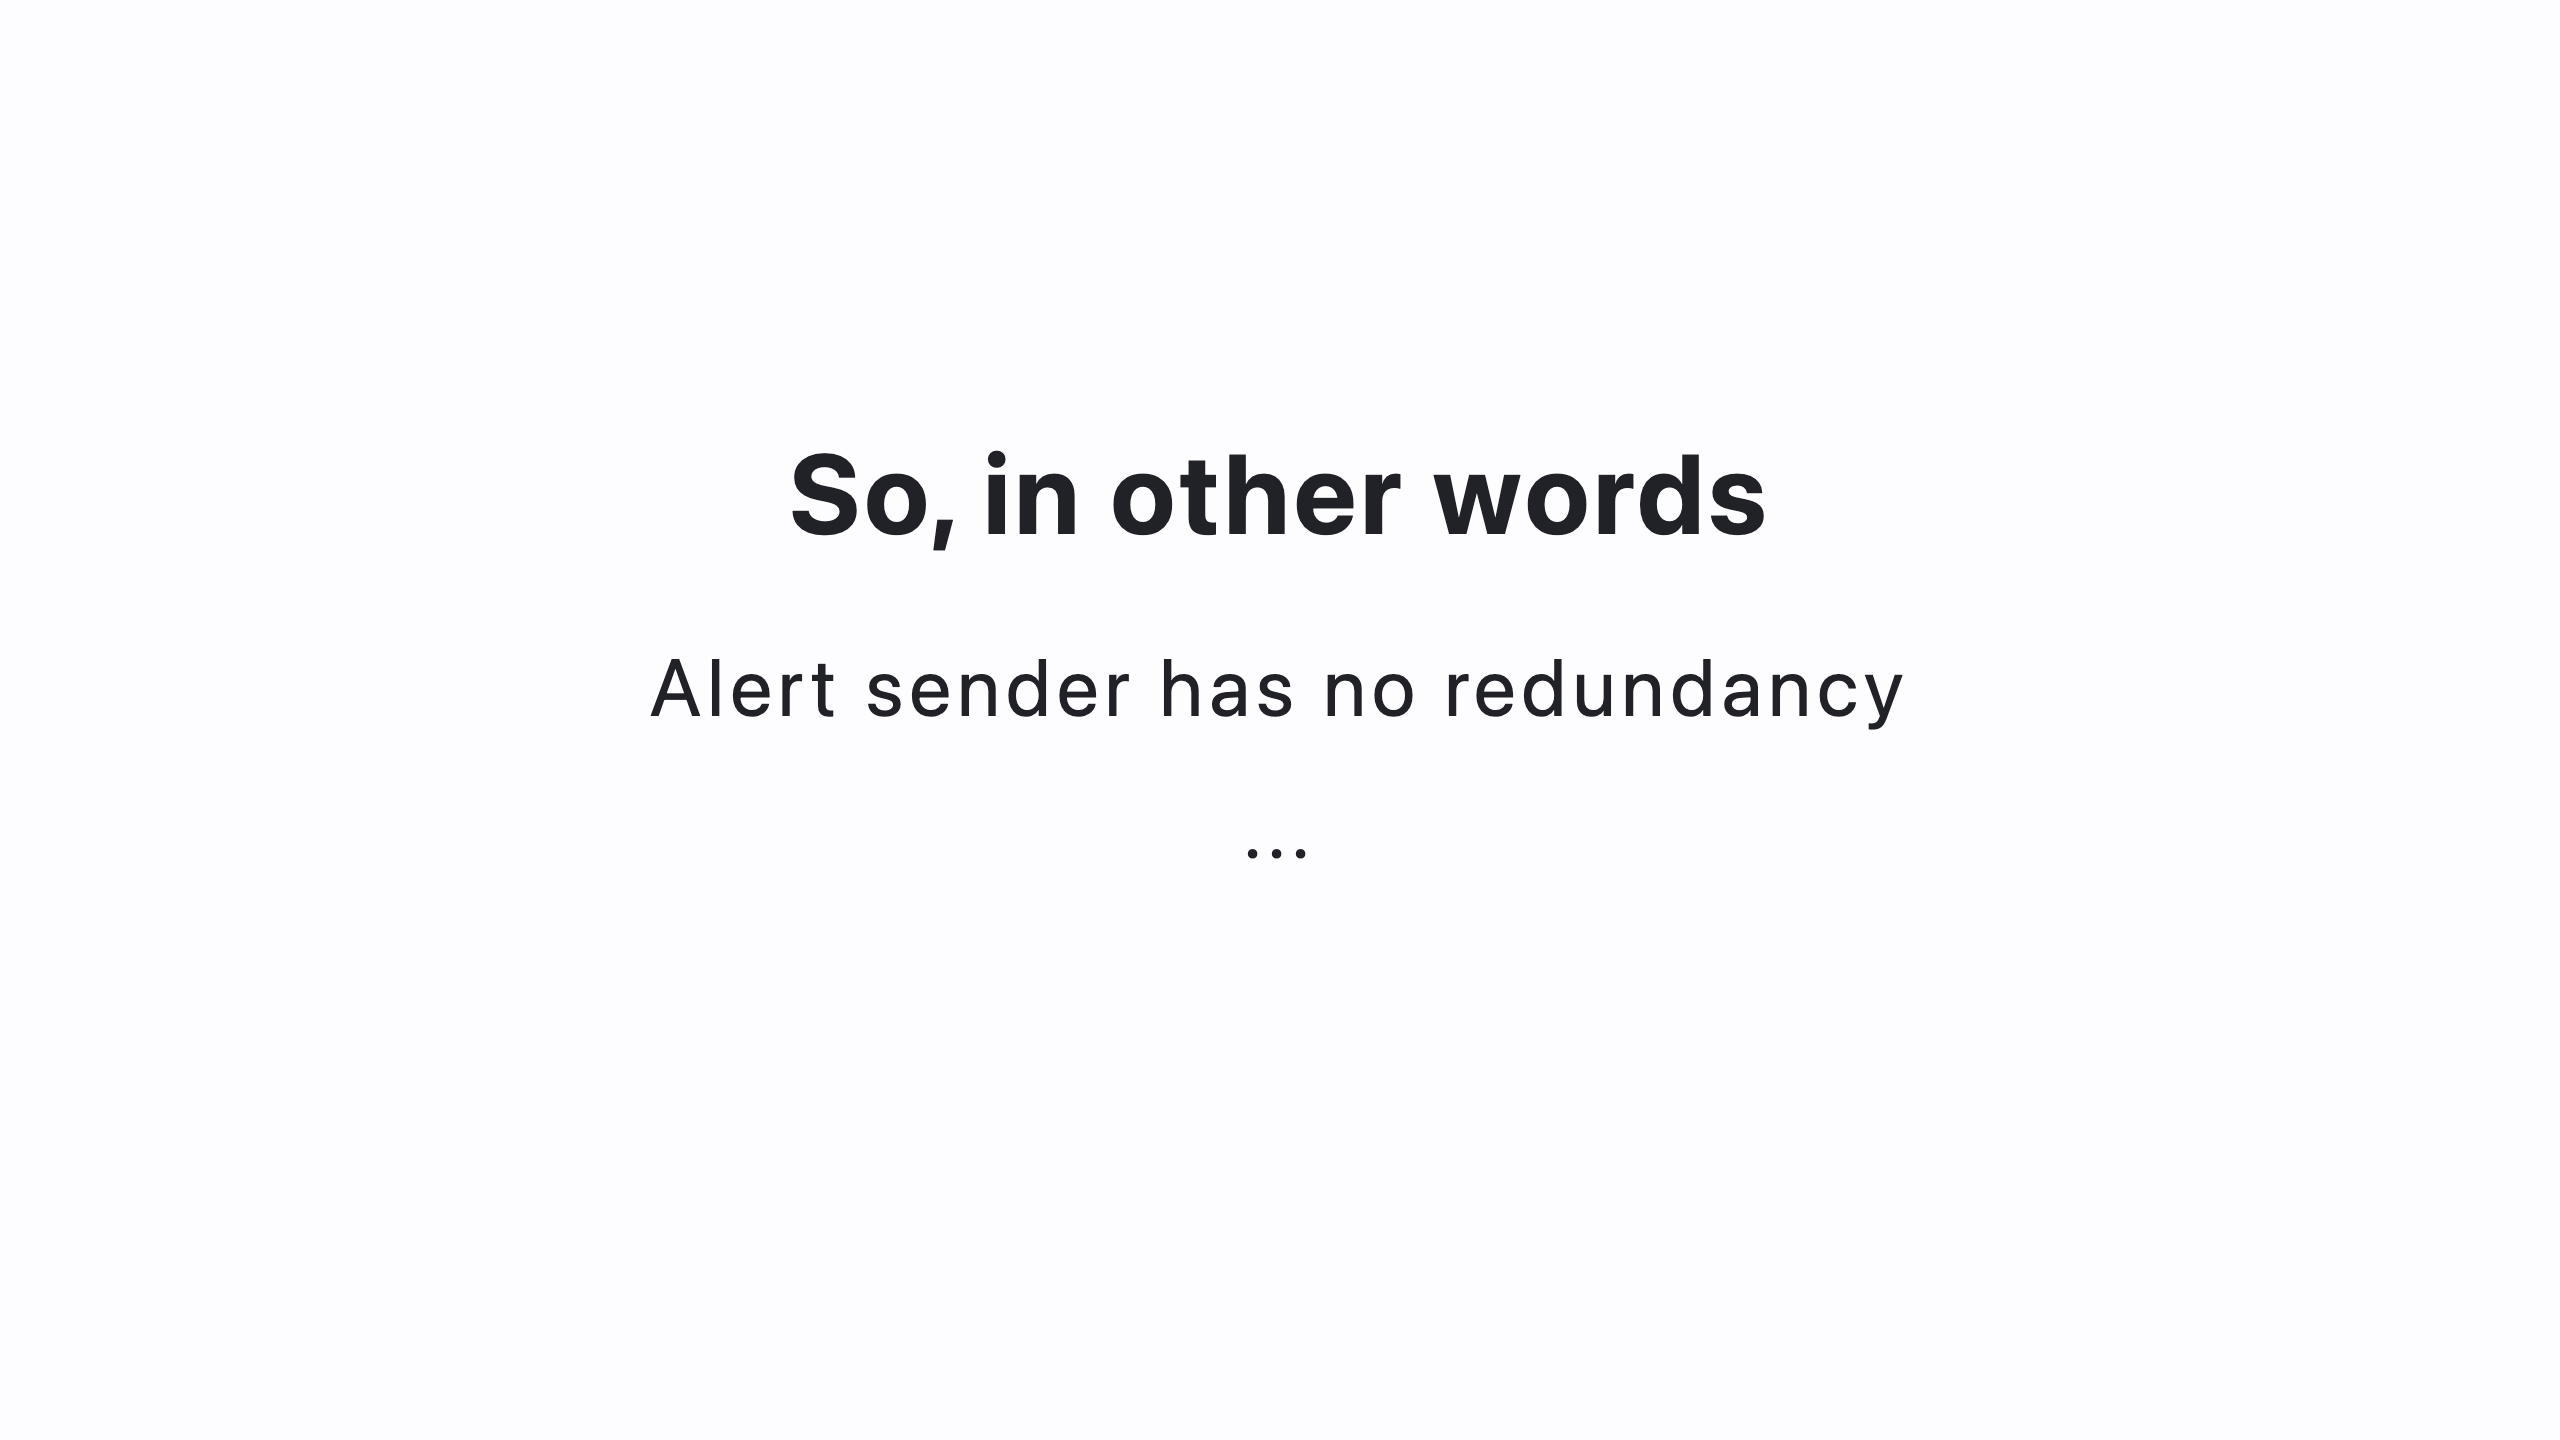 So, in other words
Alert sender has no redundancy
...